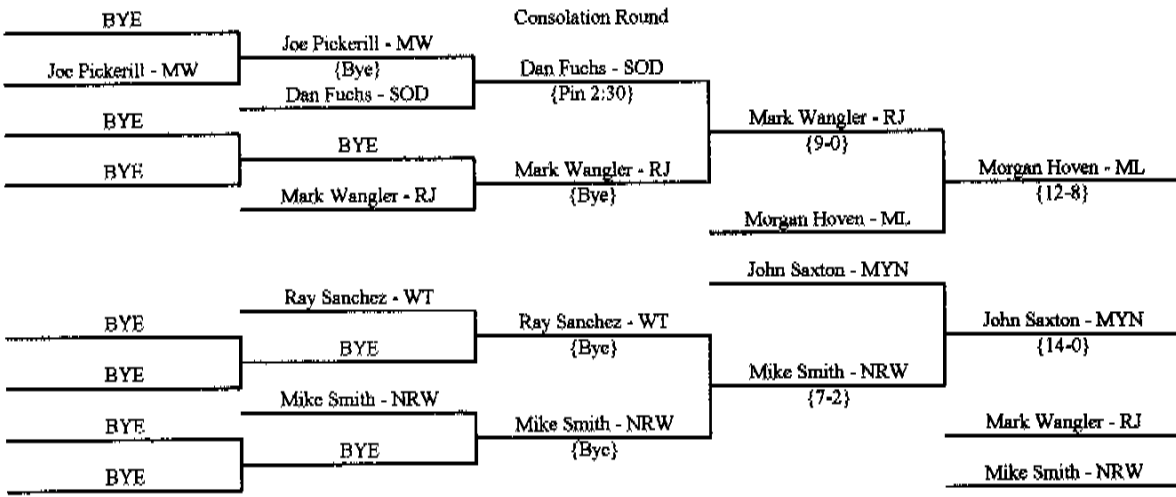 BYE
Consolation Round
Joe Pickerill - MW
Joe Pickerill - MW
{Bye}
Dan Fuchs - SOD
Dan Fuchs - SOD
{Pin 2:30}
BYE
Mark Wangler - RJ
{9-0}
BYE
BYE
Mark Wangler - RJ
{Bye}
Morgan Hoven - ML
{12-8}
Mark Wangler - RJ
Morgan Hoven - ML
John Saxton - MYN
Ray Sanchez - WT
BYE
Ray Sanchez - WT
{Bye}
John Saxton - MYN
{14-0}
BYE
BYE
Mike Smith - NRW
{7-2}
Mike Smith - NRW
BYE
Mike Smith - NRW
{Bye}
Mark Wangler - RJ
BYE
BYE
Mike Smith - NRW